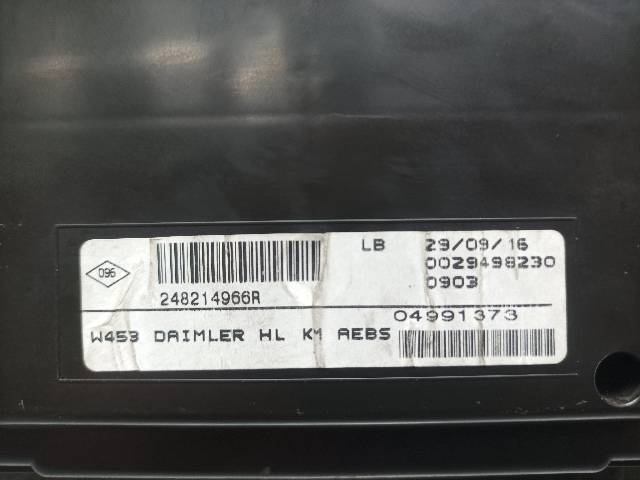 LB 29/09/16
096
0029498230
248214966R
0903
04991373
W453 DAIMLER HL KM AEBS